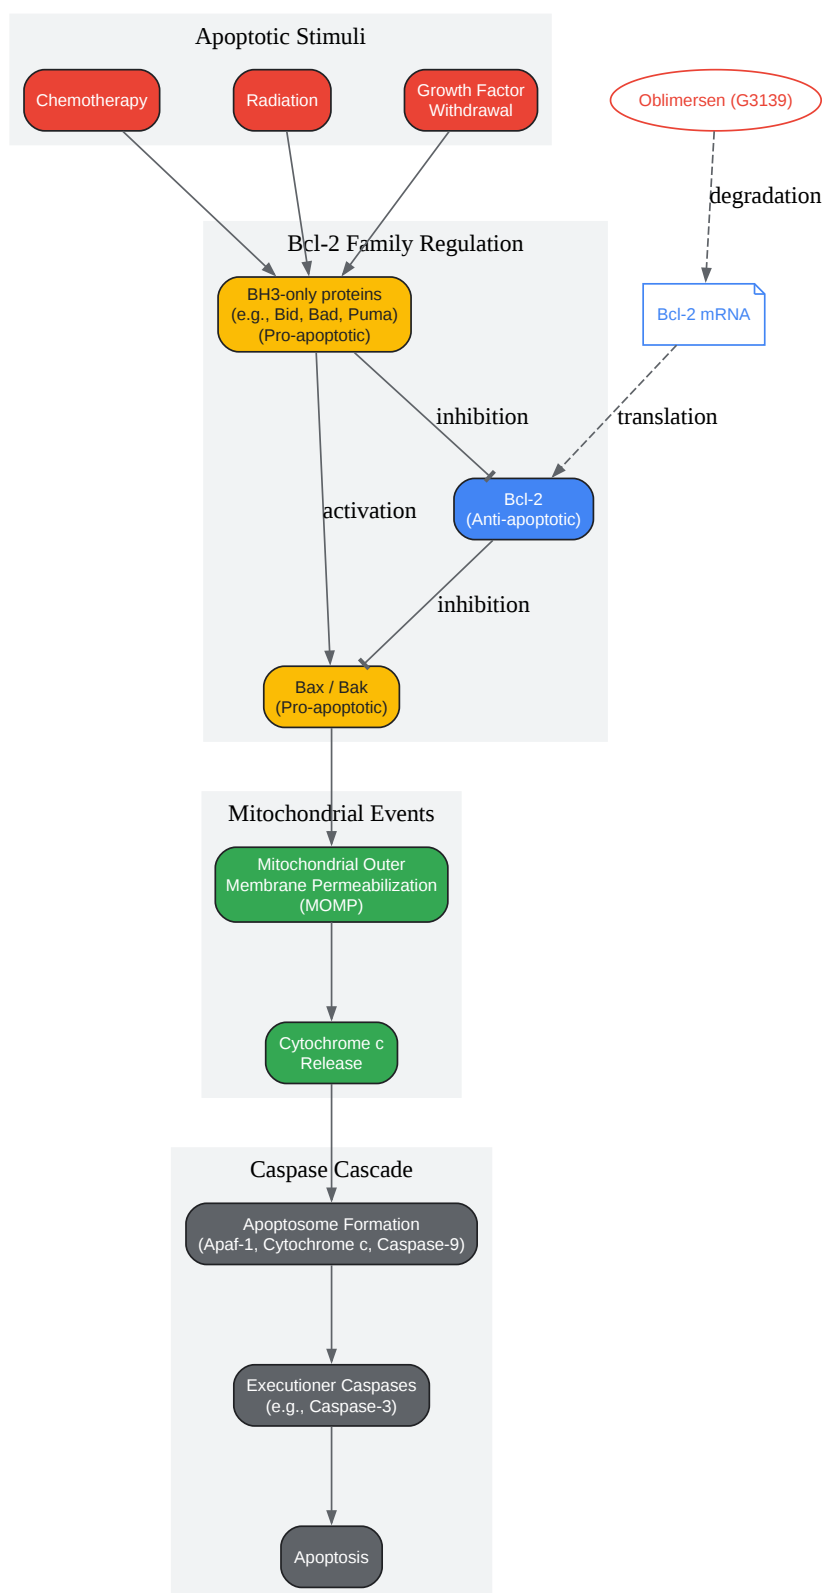 Apoptotic Stimuli
Chemotherapy
Radiation
Growth Factor
Withdrawal
Oblimersen (G3139)
degradation
Bcl-2 Family Regulation
BH3-only proteins
(e.g., Bid, Bad, Puma)
(Pro-apoptotic)
Bcl-2 mRNA
inhibition
translation
Bcl-2
(Anti-apoptotic)
activation
inhibition
Bax / Bak
(Pro-apoptotic)
Mitochondrial Events
Mitochondrial Outer
Membrane Permeabilization
(MOMP)
Cytochrome c
Release
Caspase Cascade
Apoptosome Formation
(Apaf-1, Cytochrome c, Caspase-9)
Executioner Caspases
(e.g., Caspase-3)
Apoptosis